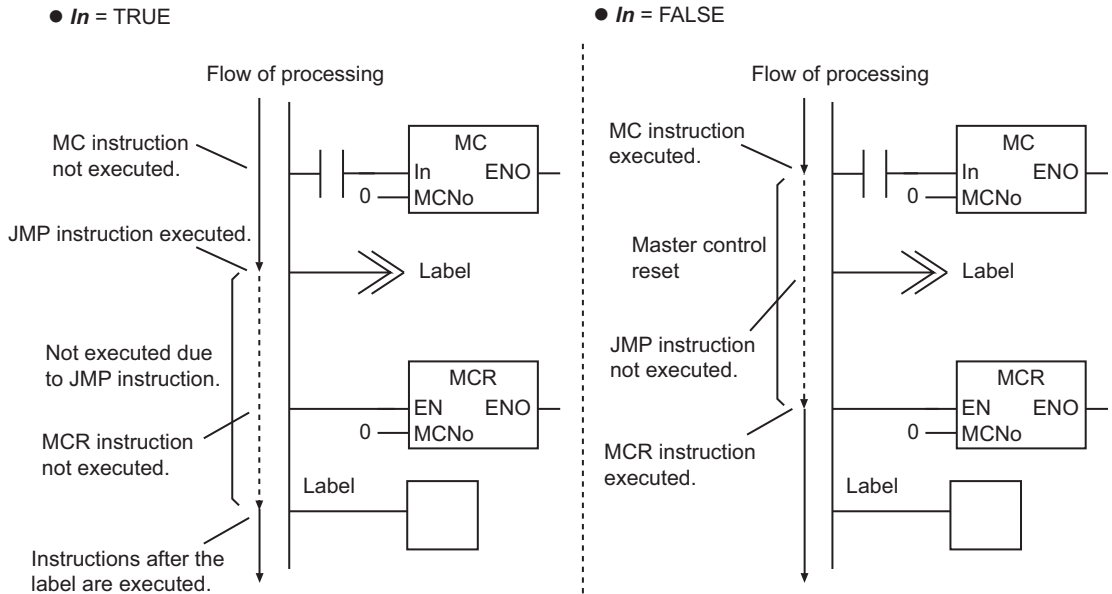 ● In = TRUE
Flow of processing
MC instruction
not executed.
MC
In ENO
0 MCNo
JMP instruction executed.
Label
Not executed due
to JMP instruction.
MCR
EN ENO
0 MCNo
MCR instruction
not executed.
Label
Instructions after the
label are executed.
● In = FALSE
Flow of processing
MC instruction
executed.
MC
In ENO
0 MCNo
Master control
reset
Label
JMP instruction
not executed.
MCR
EN ENO
0 MCNo
MCR instruction
executed.
Label